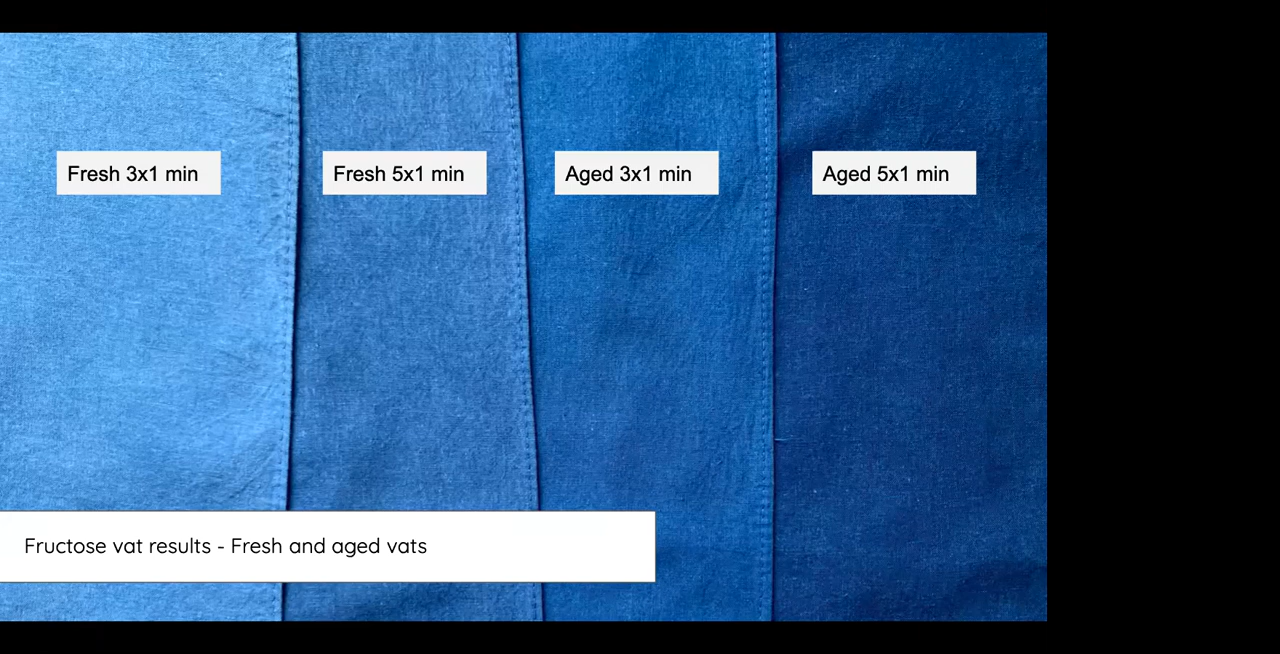 Fresh 3x1 min
Fresh 5x1 min
Aged 3x1 min
Aged 5x1 min
Fructose vat results - Fresh and aged vats